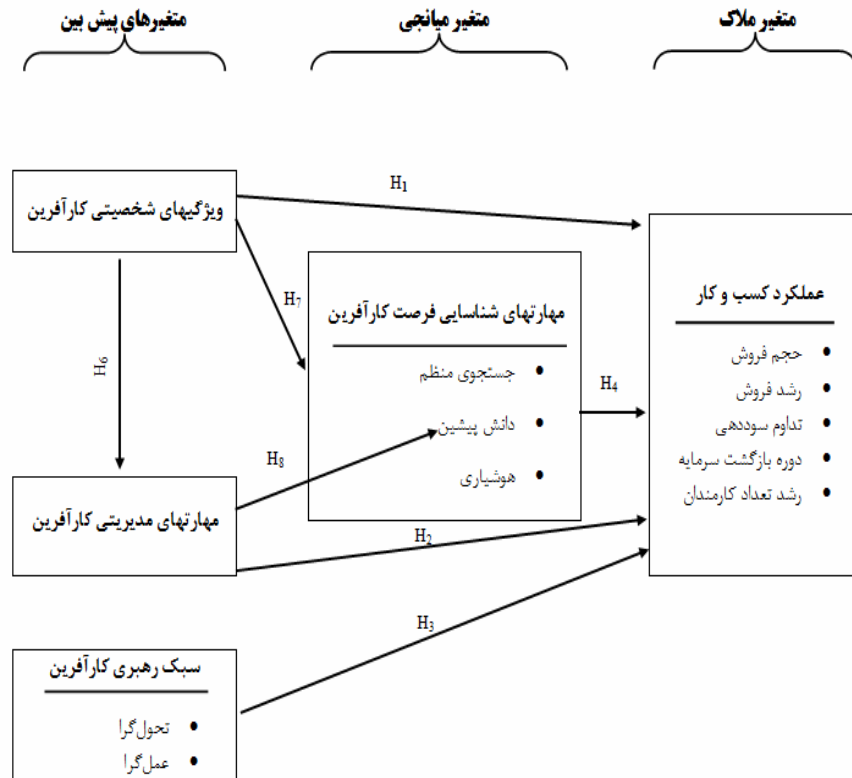 متغیرهای پیش بین
متغیر میانجی
متغیر ملاک
ویژگیهای شخصیتی کارآفرین
H1
H7
H6
مهارتهای شناسایی فرصت کارآفرین
جستجوی منظم
دانش پیشین
هوشیاری
H4
عملکرد کسب و کار
حجم فروش
رشد فروش
تداوم سوددهی
دوره بازگشت سرمایه
رشد تعداد کارمندان
H8
مهارتهای مدیریتی کارآفرین
H2
H3
سبک رهبری کارآفرین
تحول‌گرا
عمل‌گرا